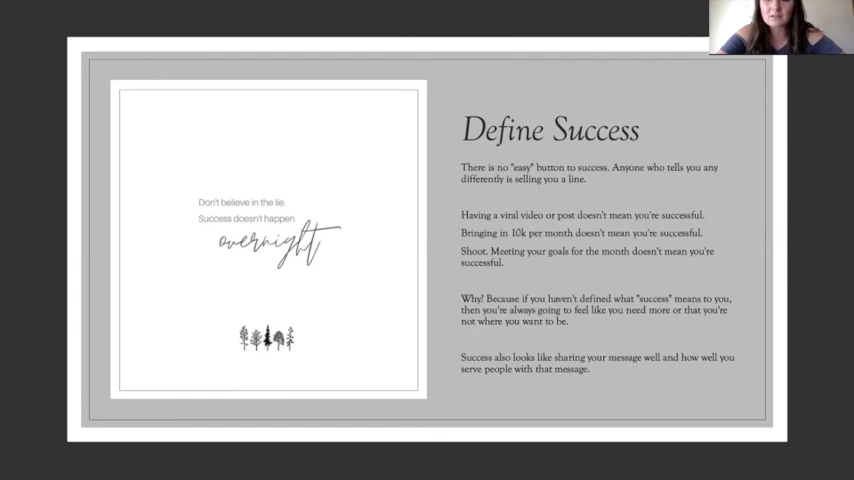 Don't believe in the lie.
Success doesn't happen
overnight
Define Success
There is no "easy" button to success. Anyone who tells you any
differently is selling you a line.
Having a viral video or post doesn't mean you're successful.
Bringing in 10k per month doesn't mean you're successful.
Shoot. Meeting your goals for the month doesn't mean you're
successful.
Why? Because if you haven't defined what "success" means to you,
then you're always going to feel like you need more or that you're
not where you want to be.
Success also looks like sharing your message well and how well you
serve people with that message.